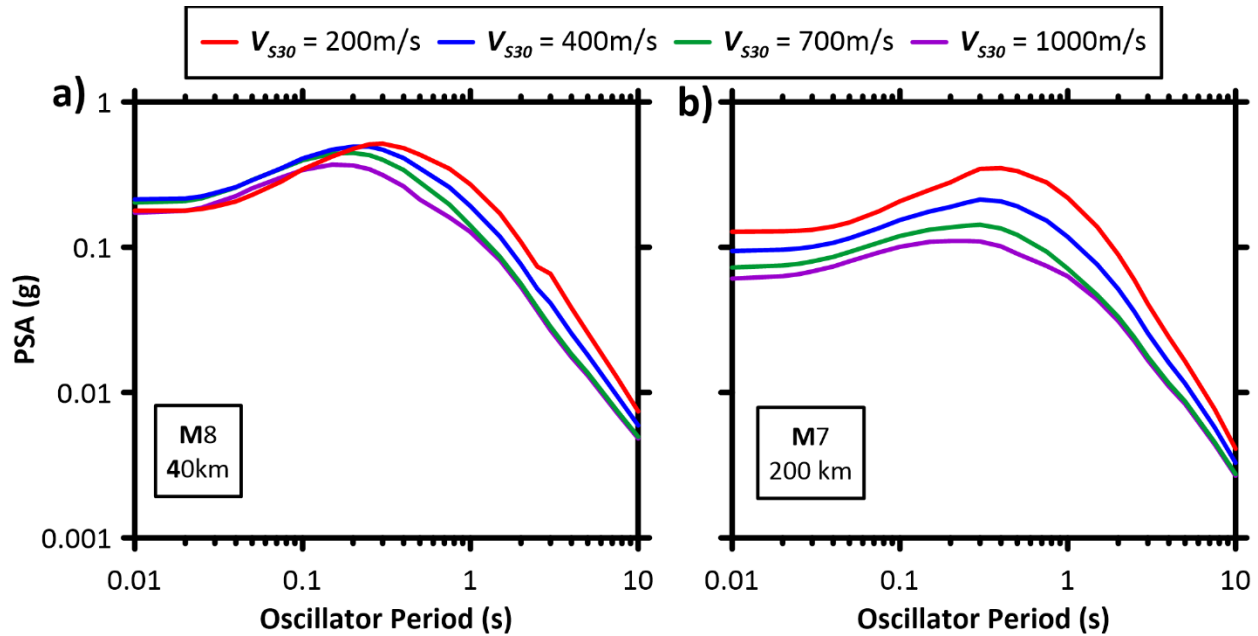 V_S30 = 200m/s V_S30 = 400m/s V_S30 = 700m/s V_S30 = 1000m/s
a)
b)
1
0.1
0.01
0.001
PSA (g)
M8
40km
M7
200 km
0.01 0.1 1 10
0.01 0.1 1 10
Oscillator Period (s)
Oscillator Period (s)